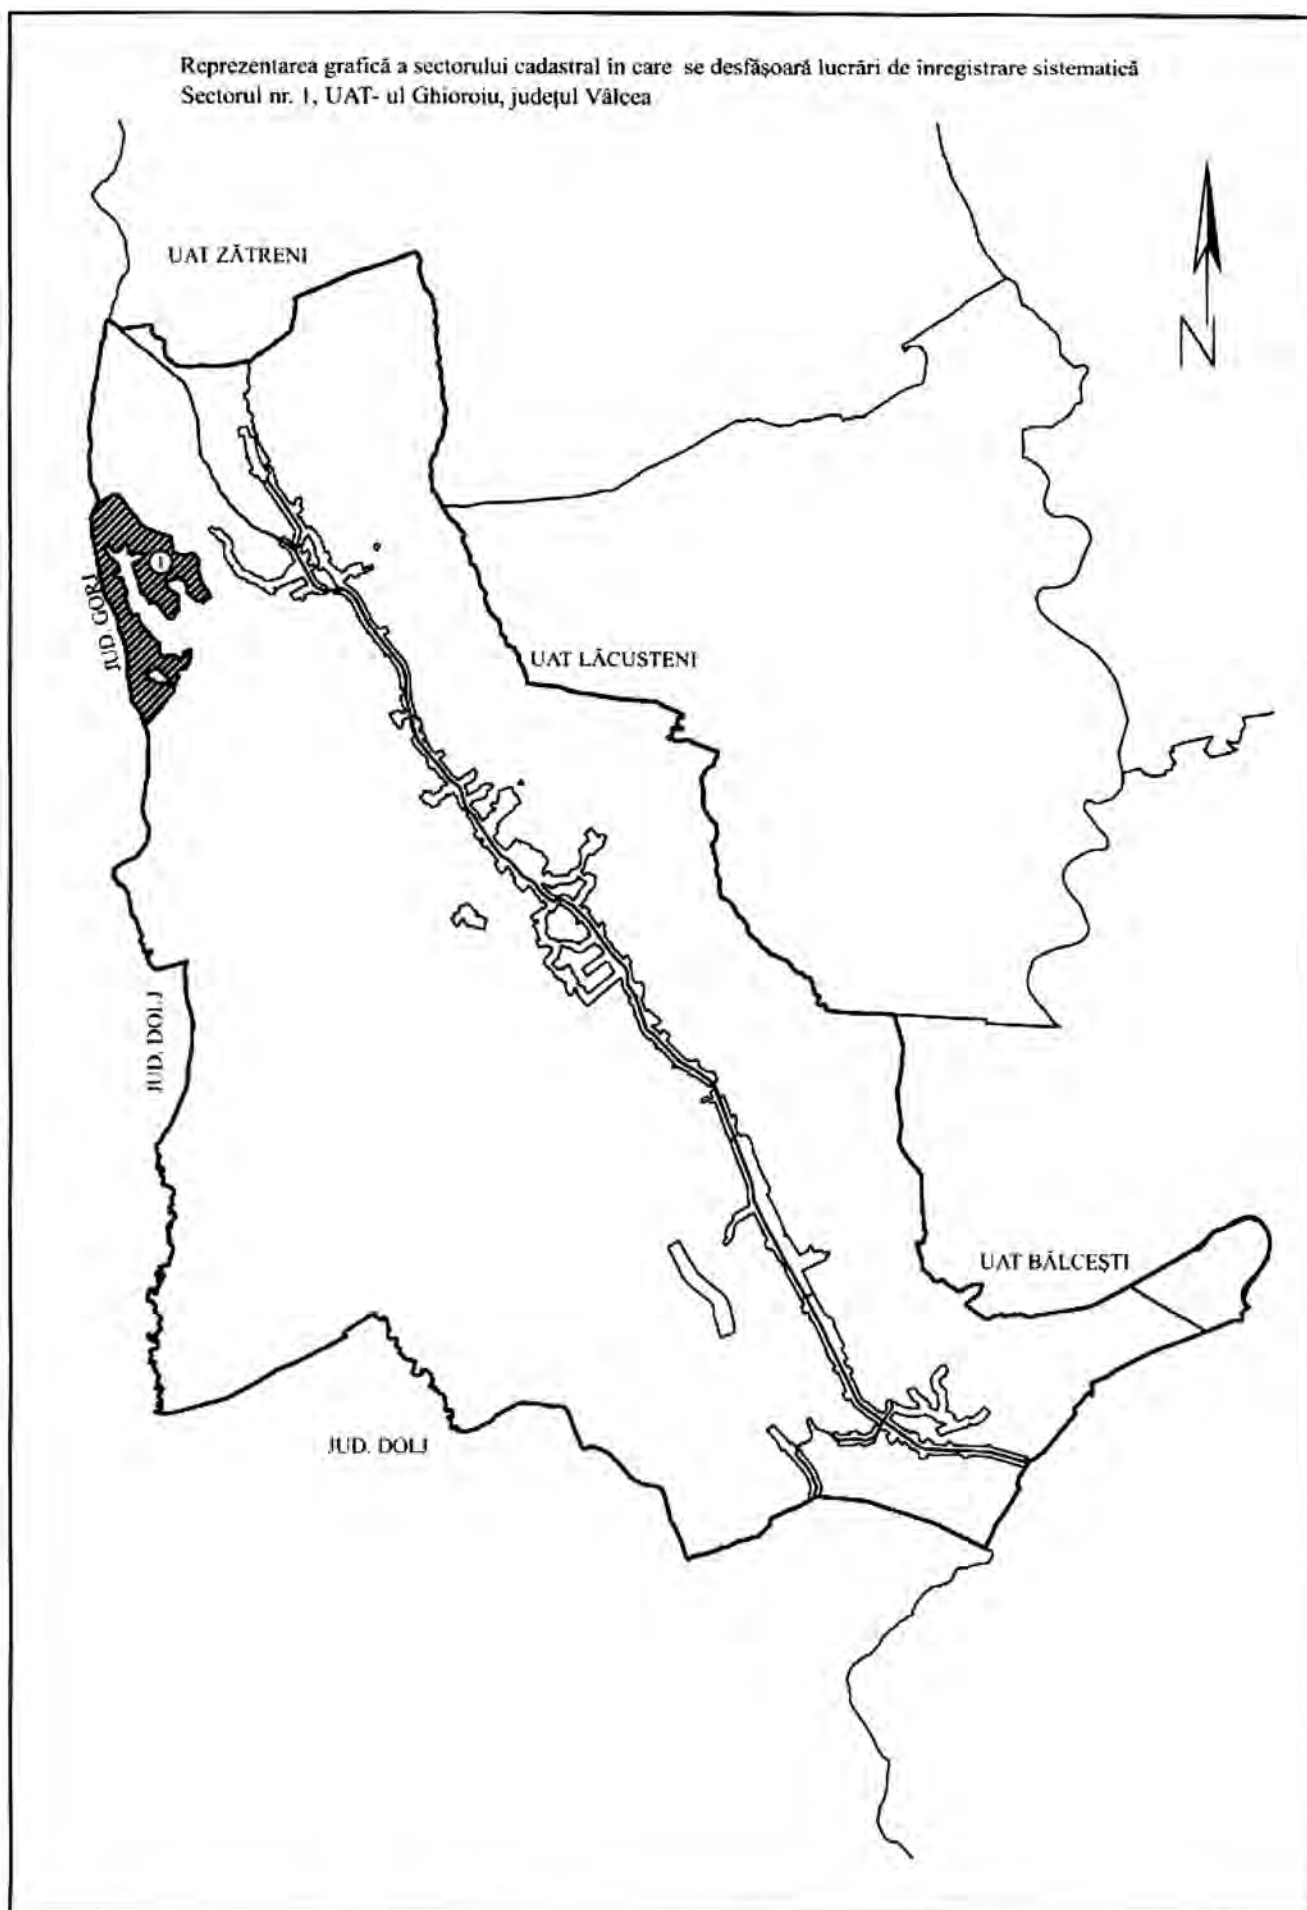 Reprezentarea grafică a sectorului cadastral în care se desfășoară lucrări de înregistrare sistematică
Sectorul nr. 1, UAT- ul Ghioroiu, județul Vâlcea
UAT ZĂTRENI
N
1
JUD. GORJ
UAT LĂCUSTENI
JUD. DOLJ
UAT BĂLCEȘTI
JUD. DOLJ